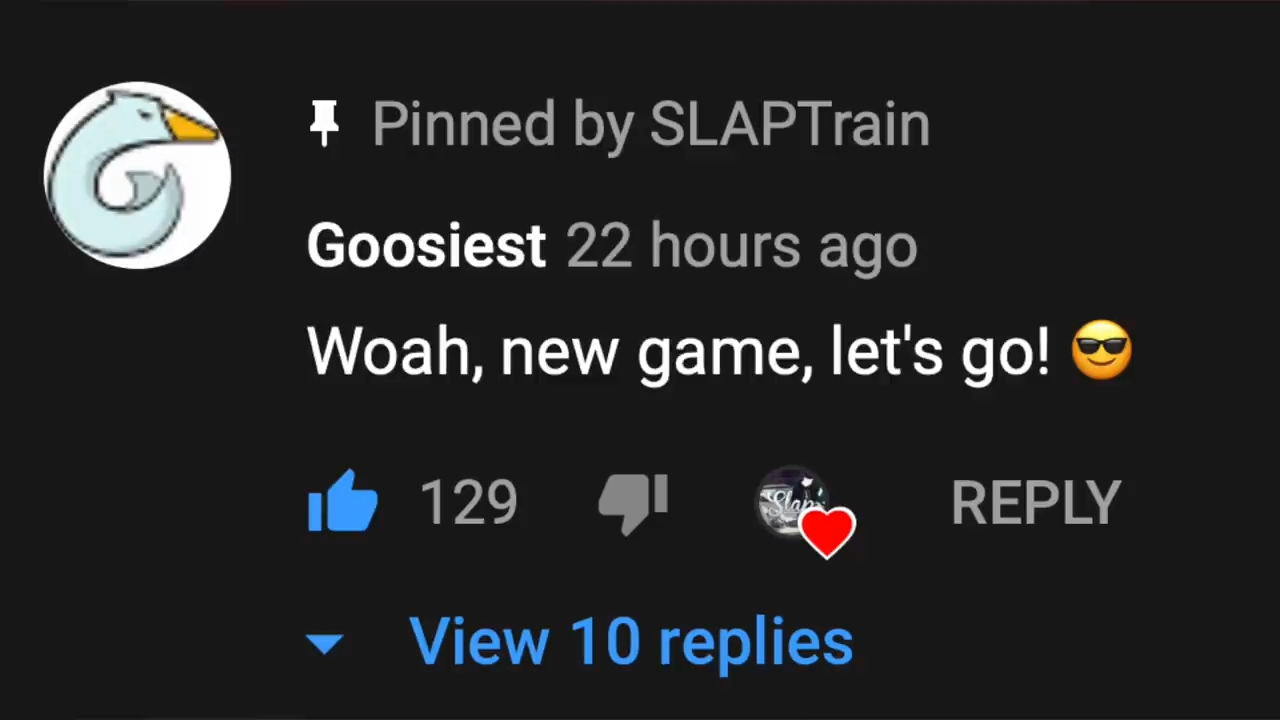 Pinned by SLAPTrain
Goosiest 22 hours ago
Woah, new game, let's go! 😎
129 REPLY
View 10 replies